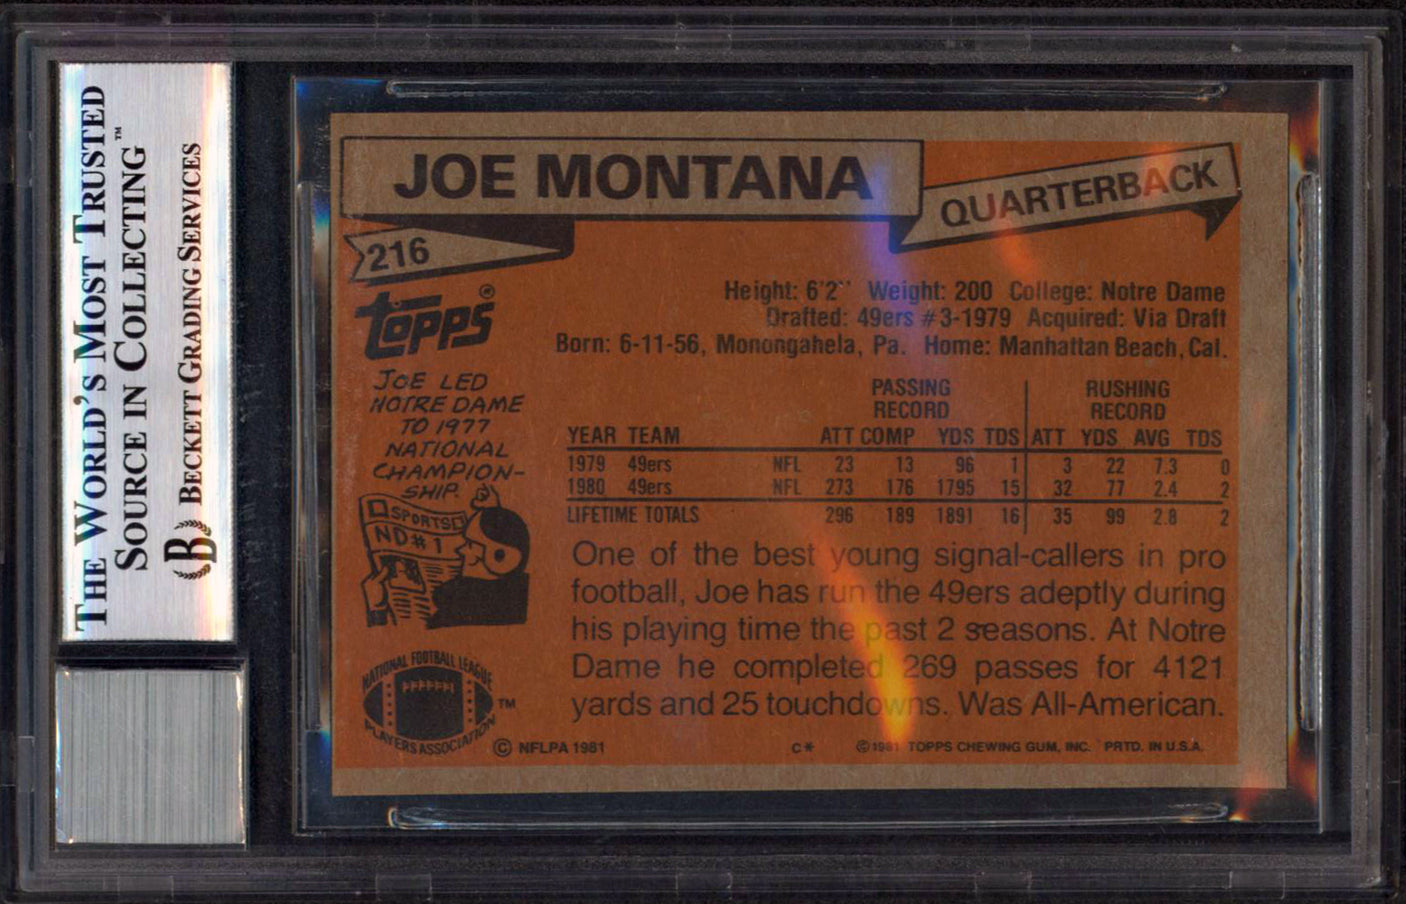 THE WORLD'S MOST TRUSTED
SOURCE IN COLLECTING™
BECKETT GRADING SERVICES
B
JOE MONTANA
QUARTERBACK
216
TOPPS®
JOE LED
NOTRE DAME
TO 1977
NATIONAL
CHAMPION-
SHIP.
SPORTS
ND#1
Height: 6'2" Weight: 200 College: Notre Dame
Drafted: 49ers #3-1979 Acquired: Via Draft
Born: 6-11-56, Monongahela, Pa. Home: Manhattan Beach, Cal.
PASSING RECORD
RUSHING RECORD
YEAR TEAM ATT COMP YDS TDS ATT YDS AVG TDS
1979 49ers NFL 23 13 96 1 3 22 7.3 0
1980 49ers NFL 273 176 1795 15 32 77 2.4 2
LIFETIME TOTALS 296 189 1891 16 35 99 2.8 2
One of the best young signal-callers in pro
football, Joe has run the 49ers adeptly during
his playing time the past 2 seasons. At Notre
Dame he completed 269 passes for 4121
yards and 25 touchdowns. Was All-American.
NATIONAL FOOTBALL LEAGUE
PLAYERS ASSOCIATION
™
© NFLPA 1981
C*
© 1981 TOPPS CHEWING GUM, INC. PRTD. IN U.S.A.